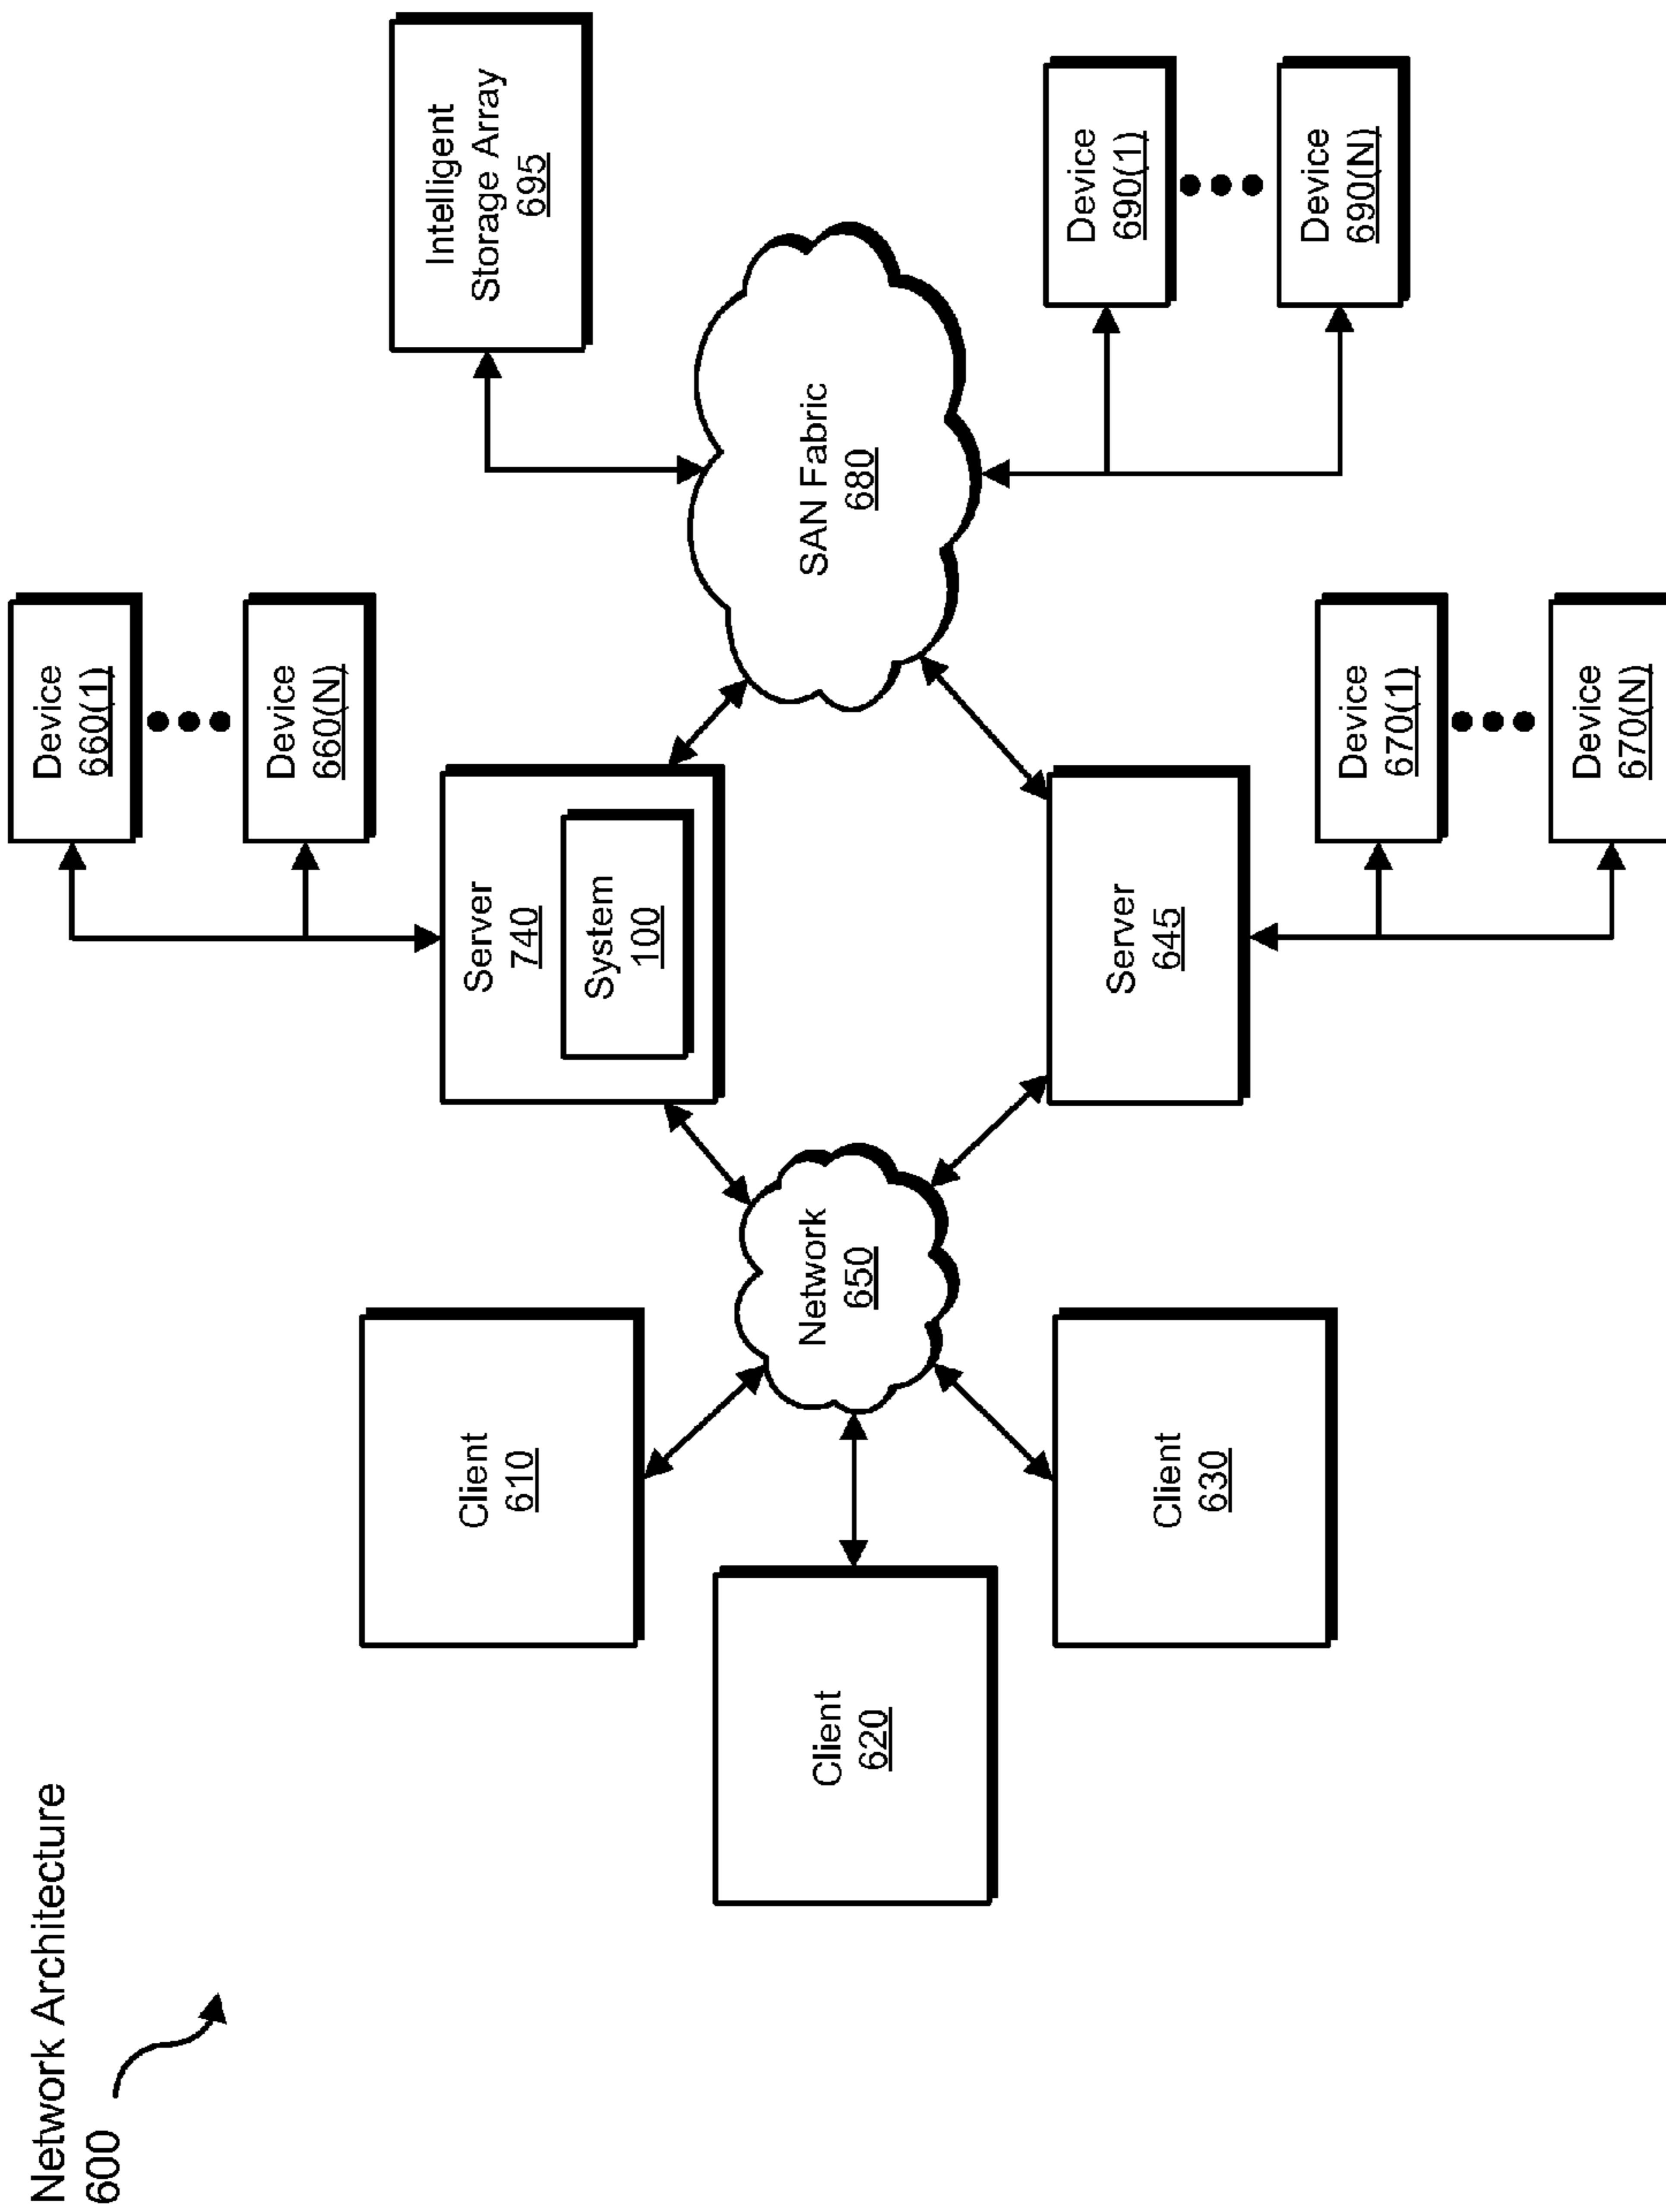 Network Architecture
600
Device
660(1)
Device
660(N)
Intelligent
Storage Array
695
Client
610
Server
740
System
100
Client
620
Network
650
SAN Fabric
680
Client
630
Server
645
Device
690(1)
Device
690(N)
Device
670(1)
Device
670(N)